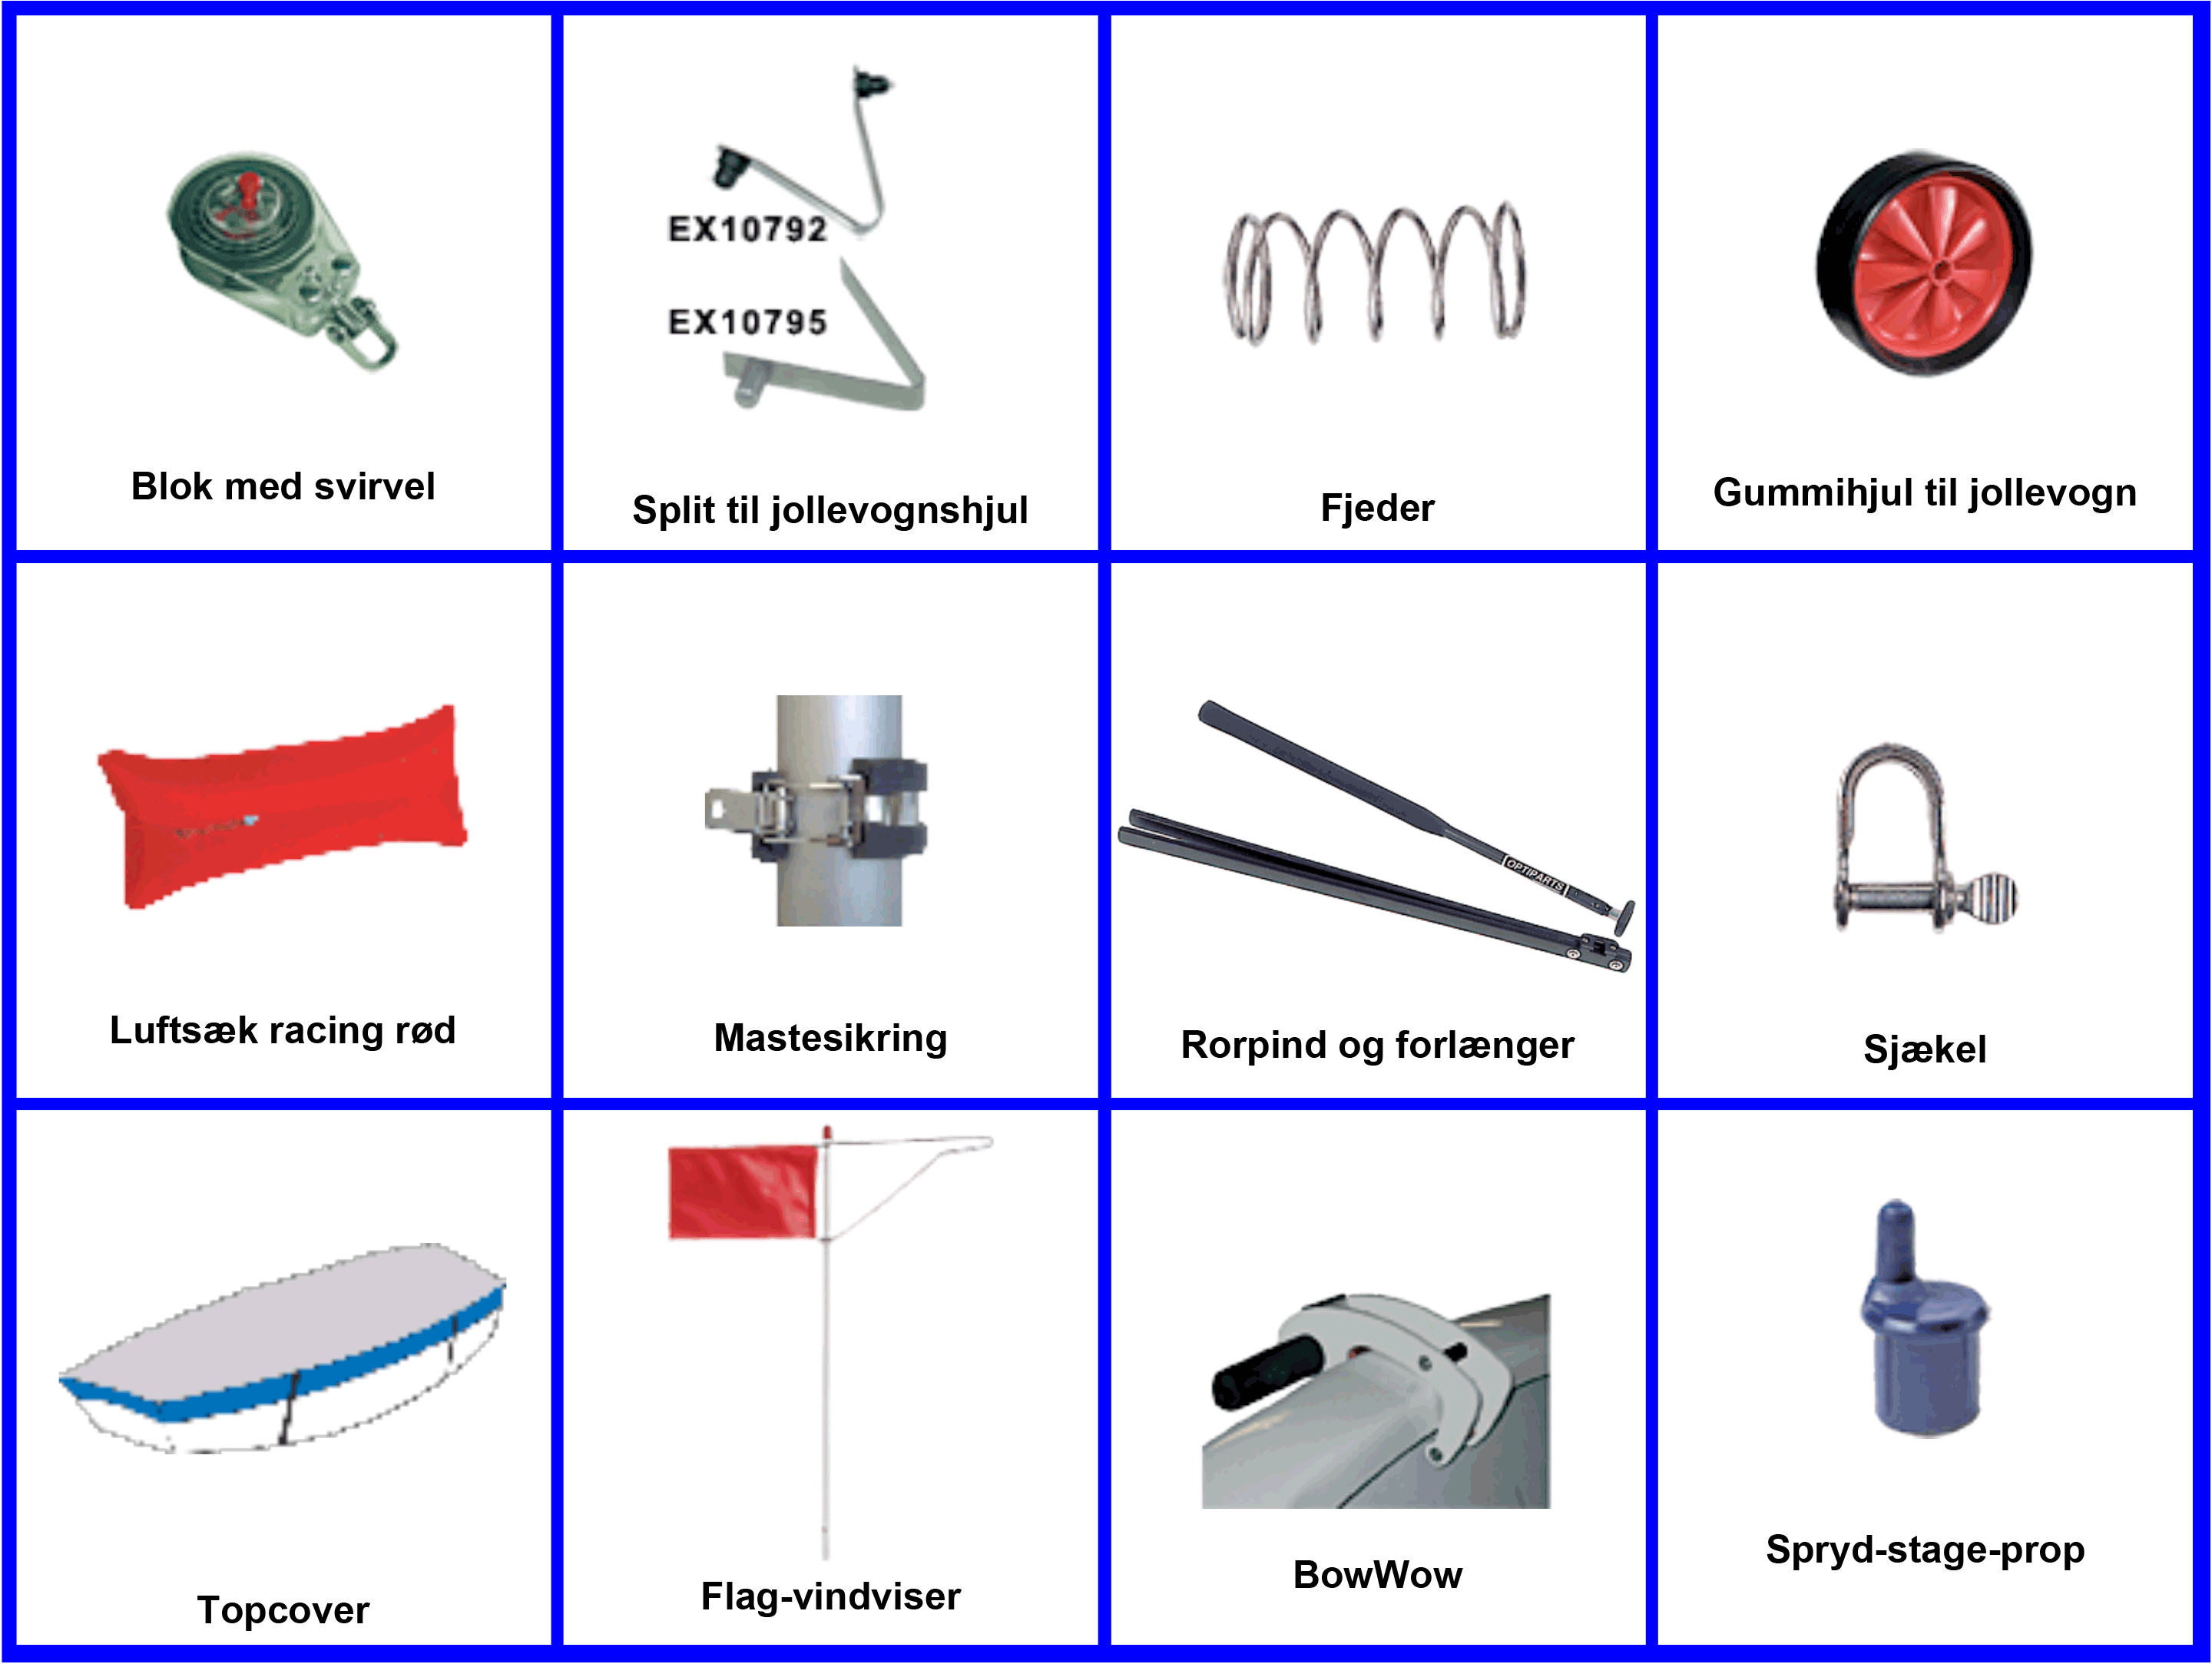 EX10792
EX10795
Blok med svirvel
Split til jollevognshjul
Fjeder
Gummihjul til jollevogn
OPTIPARTS
Luftsæk racing rød
Mastesikring
Rorpind og forlænger
Sjækel
Topcover
Flag-vindviser
BowWow
Spryd-stage-prop